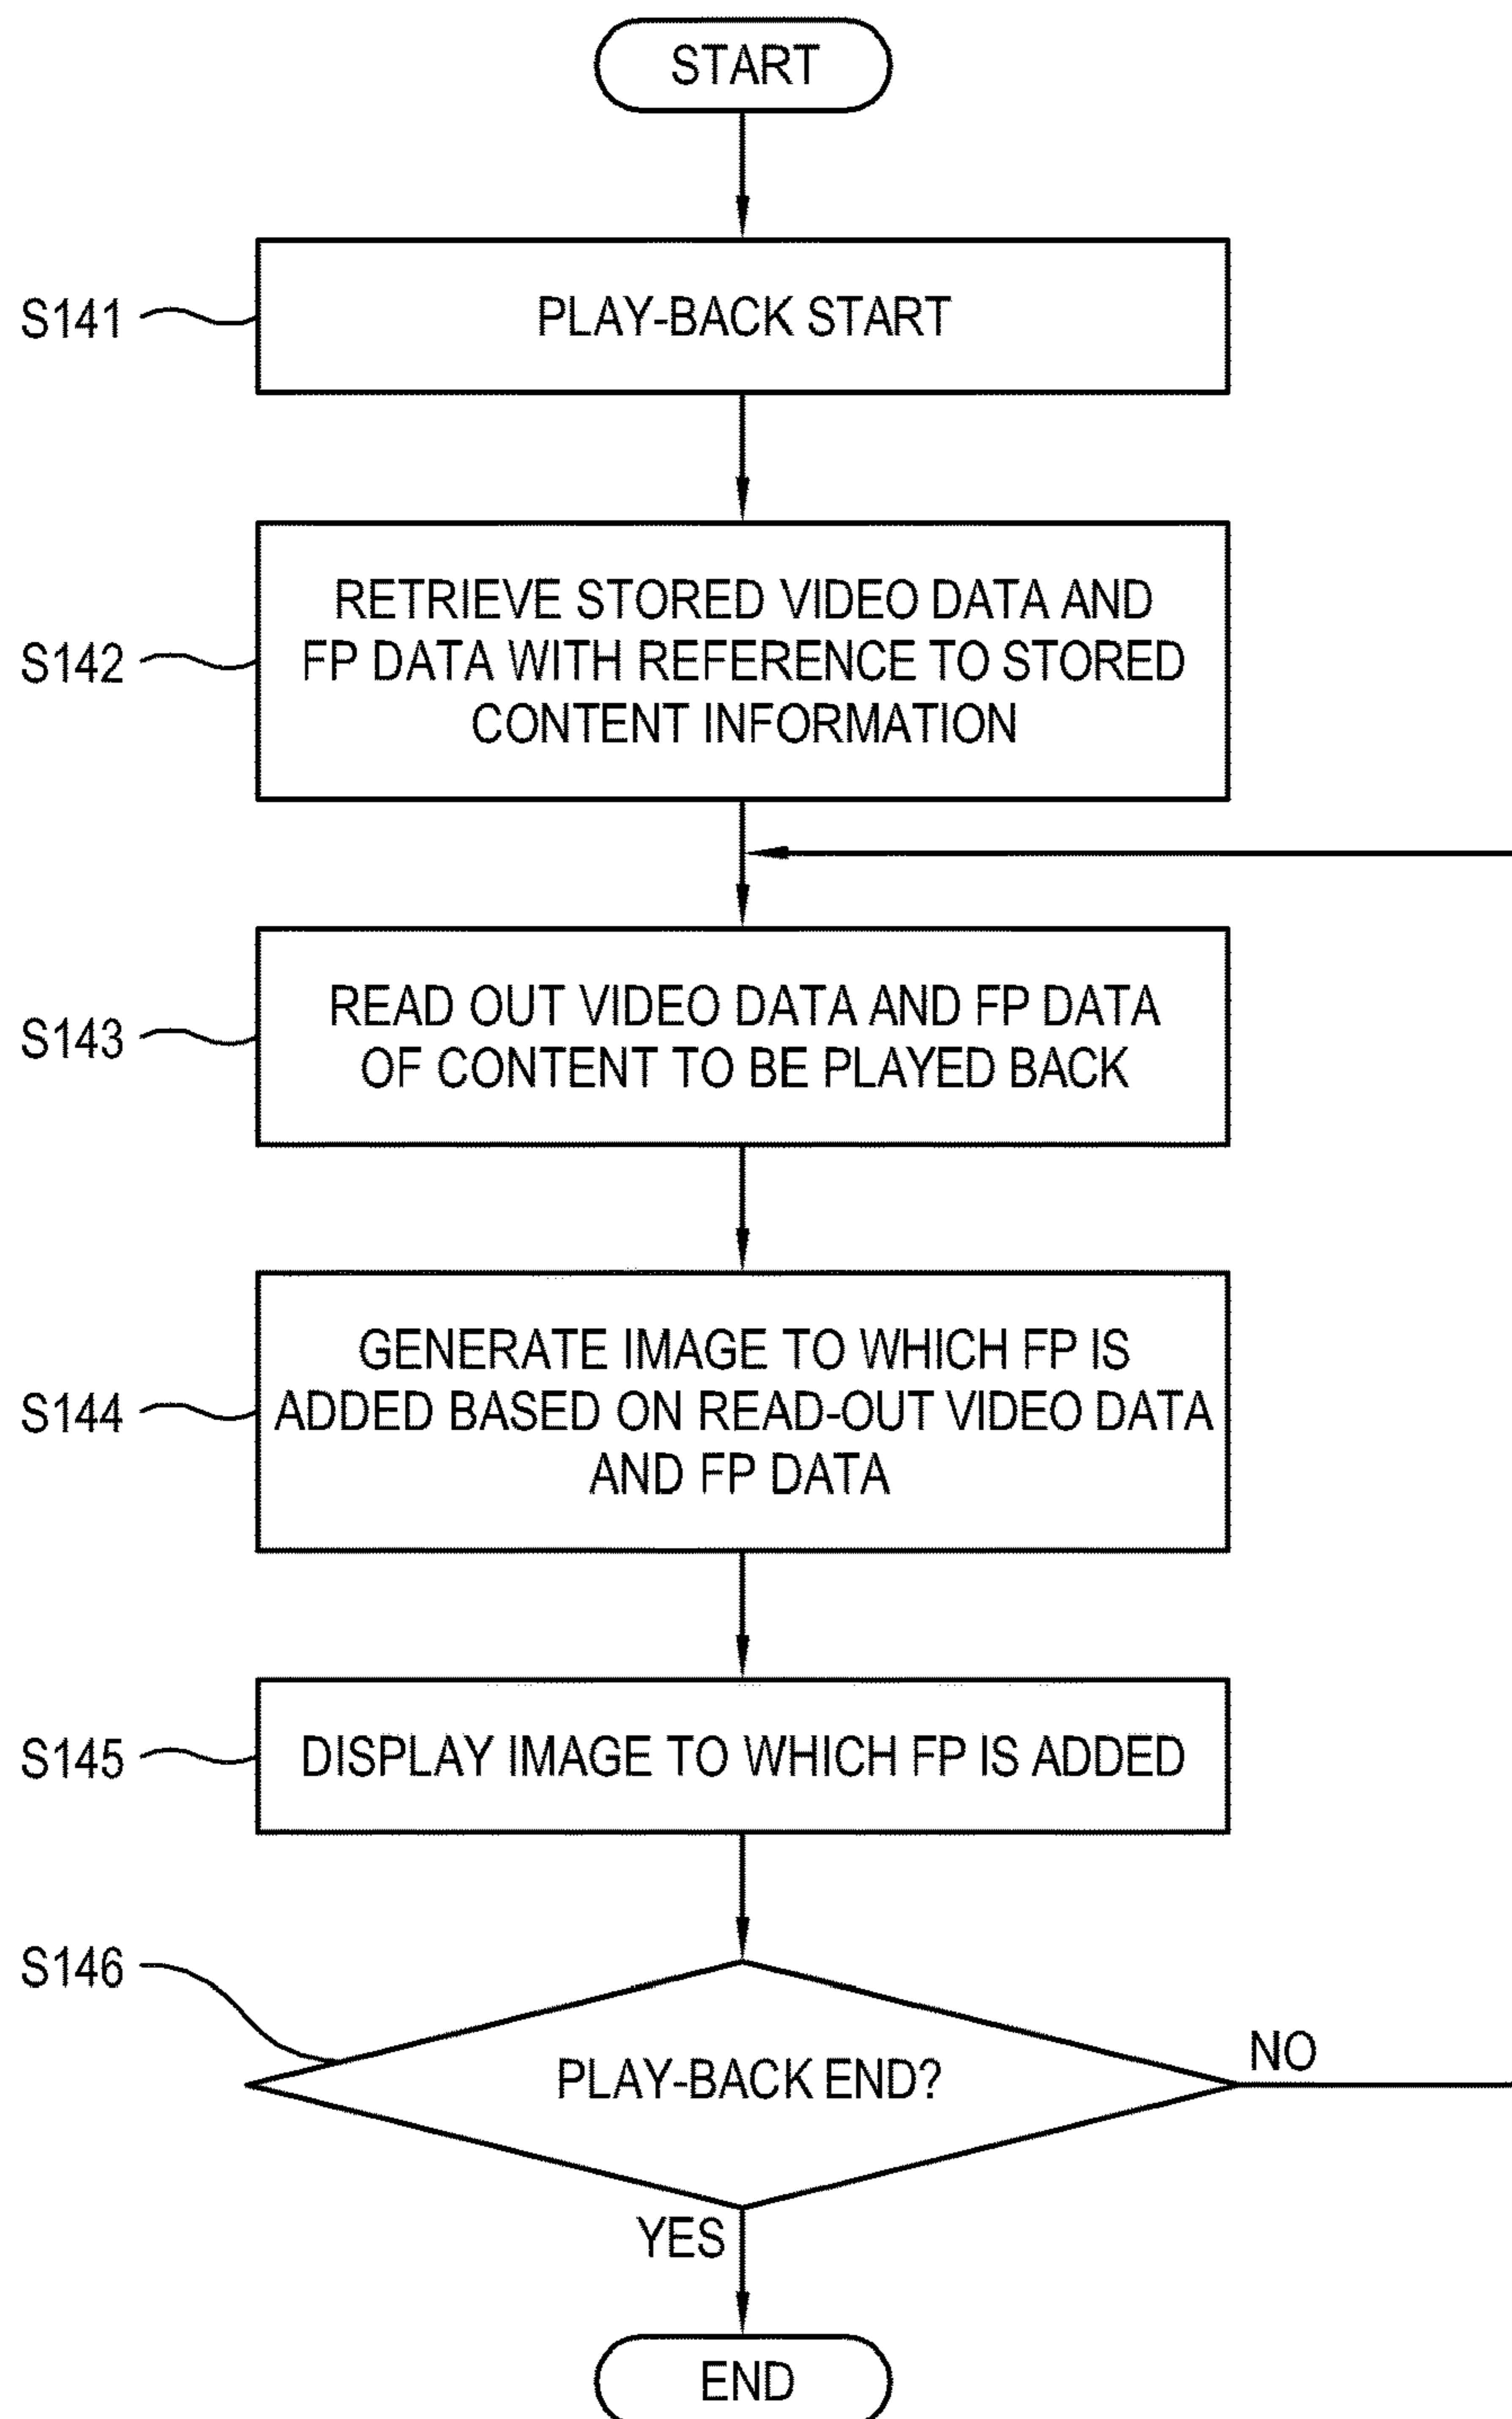 START
S141
PLAY-BACK START
S142
RETRIEVE STORED VIDEO DATA AND
FP DATA WITH REFERENCE TO STORED
CONTENT INFORMATION
S143
READ OUT VIDEO DATA AND FP DATA
OF CONTENT TO BE PLAYED BACK
S144
GENERATE IMAGE TO WHICH FP IS
ADDED BASED ON READ-OUT VIDEO DATA
AND FP DATA
S145
DISPLAY IMAGE TO WHICH FP IS ADDED
S146
PLAY-BACK END?
NO
YES
END